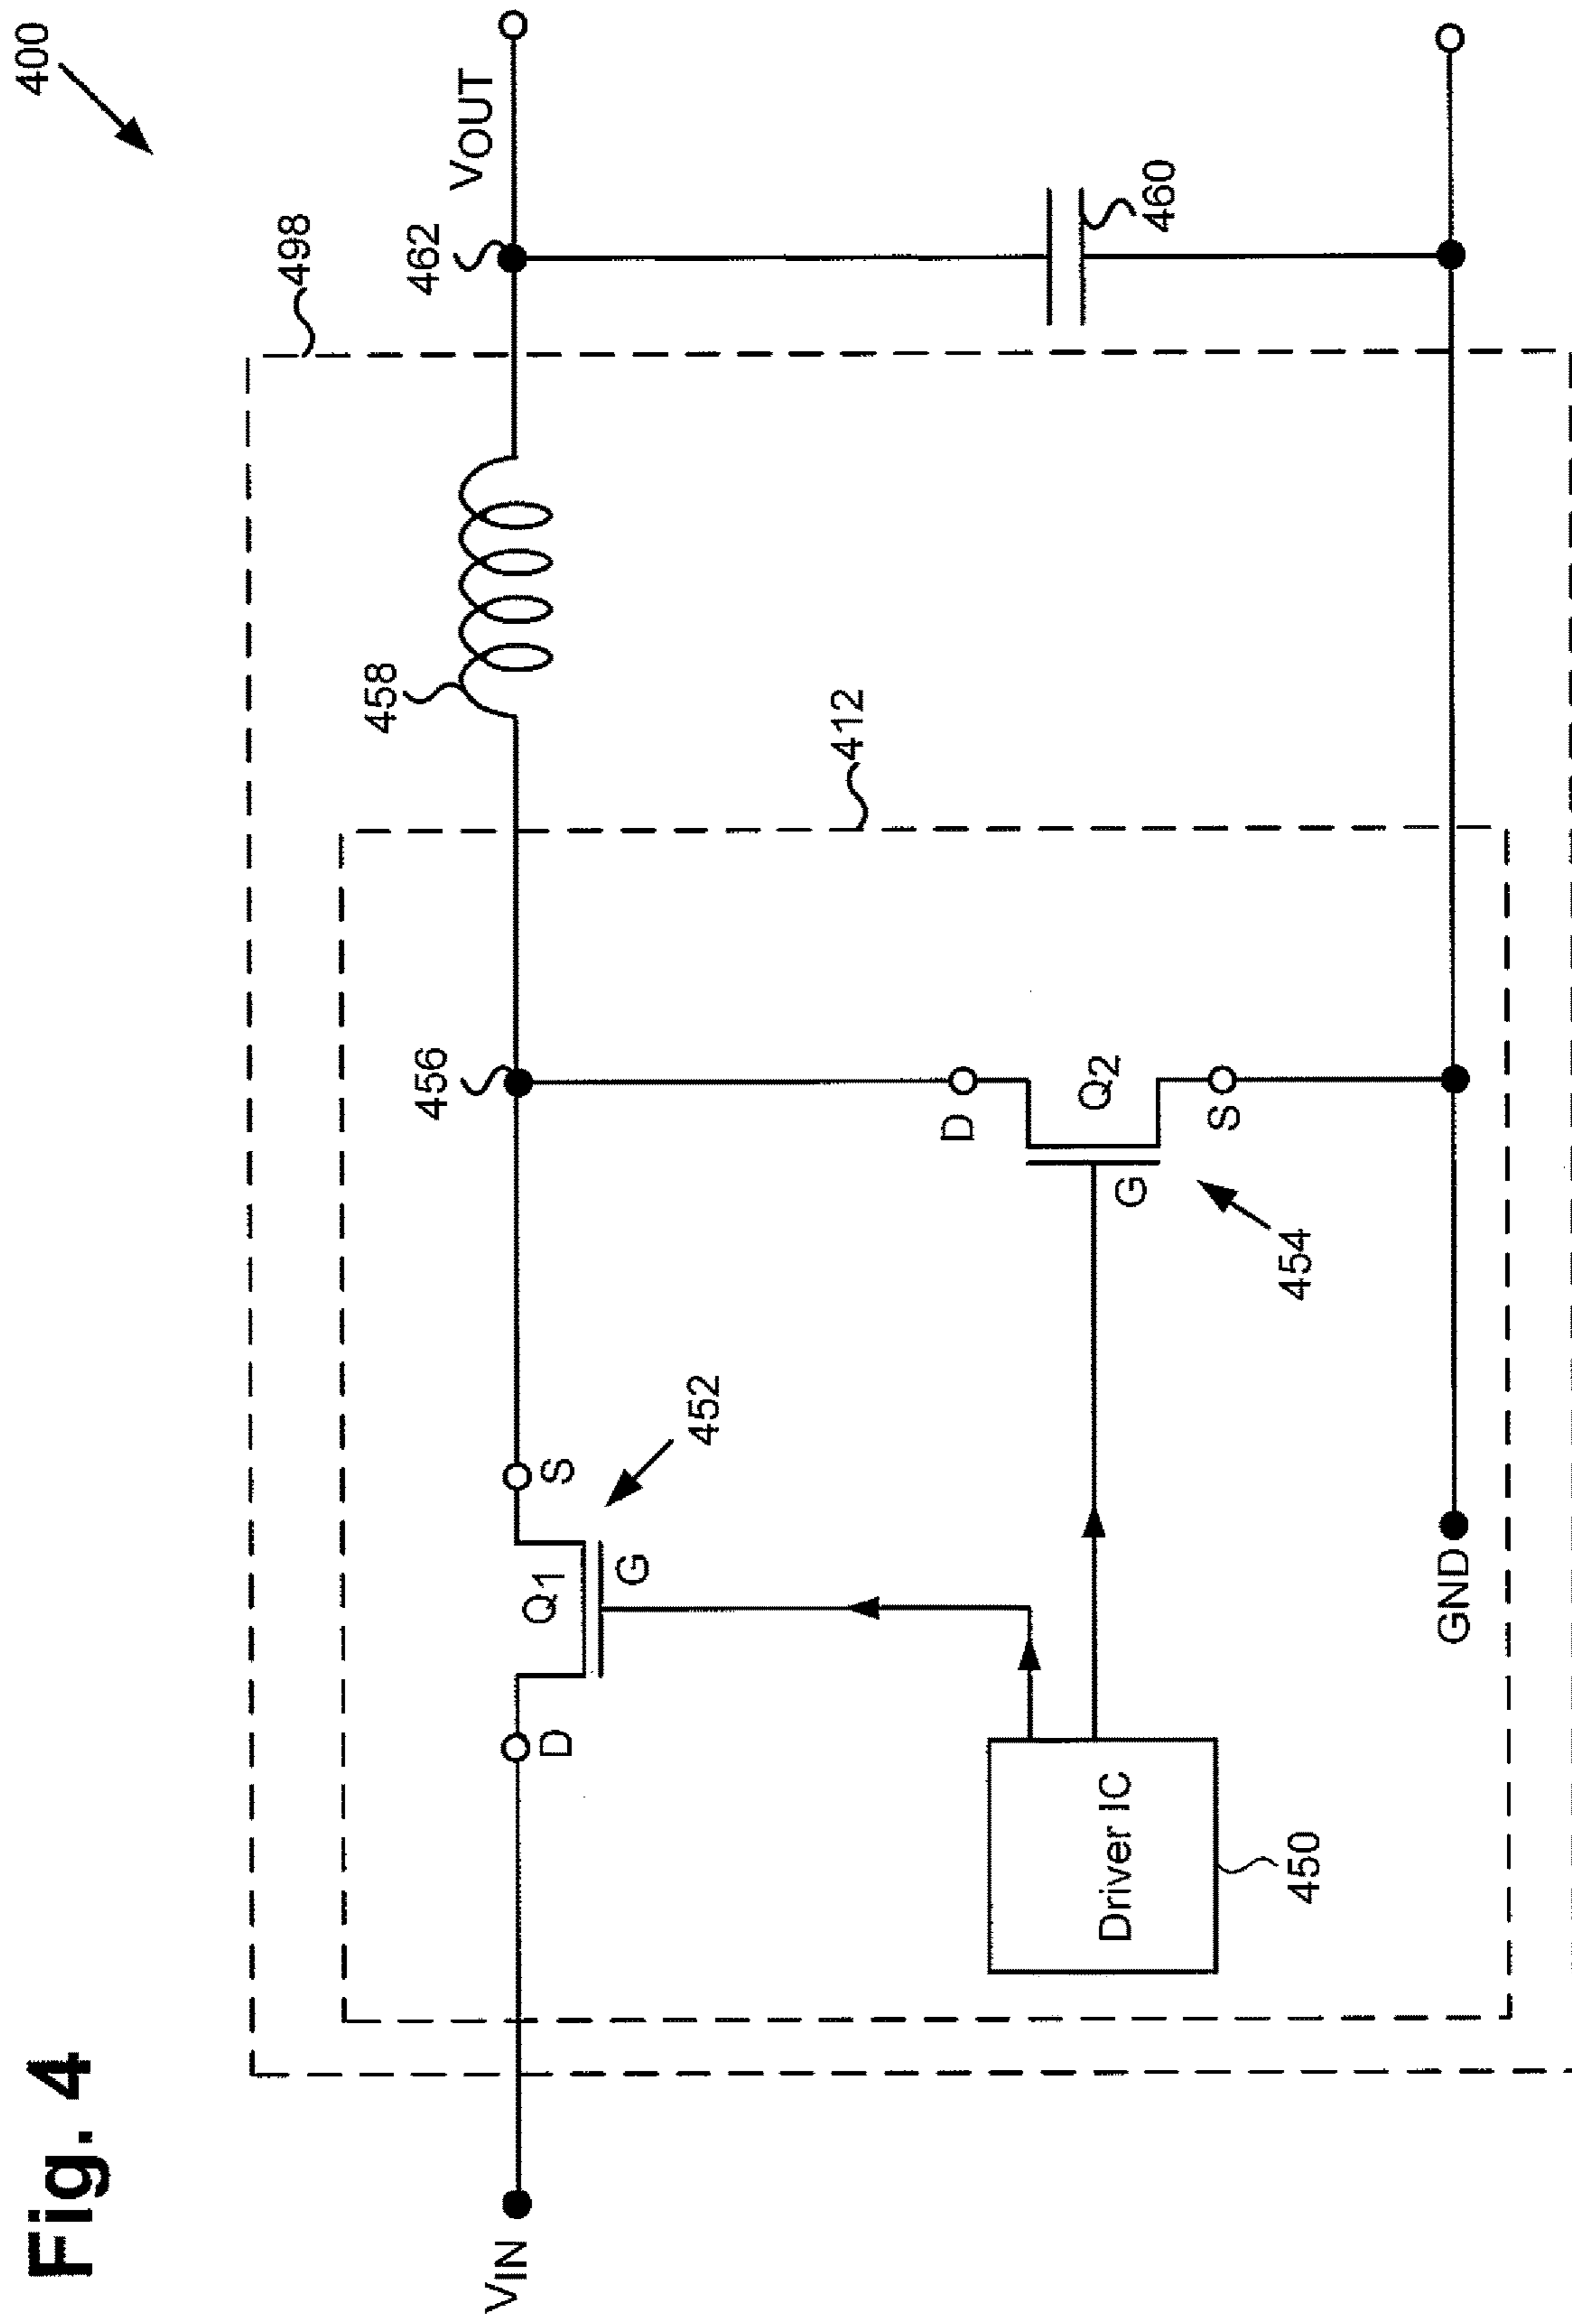 Fig. 4
400
498
462
VOUT
458
456
412
460
VIN
D
Q1
S
G
452
D
Q2
G
S
454
Driver IC
450
GND